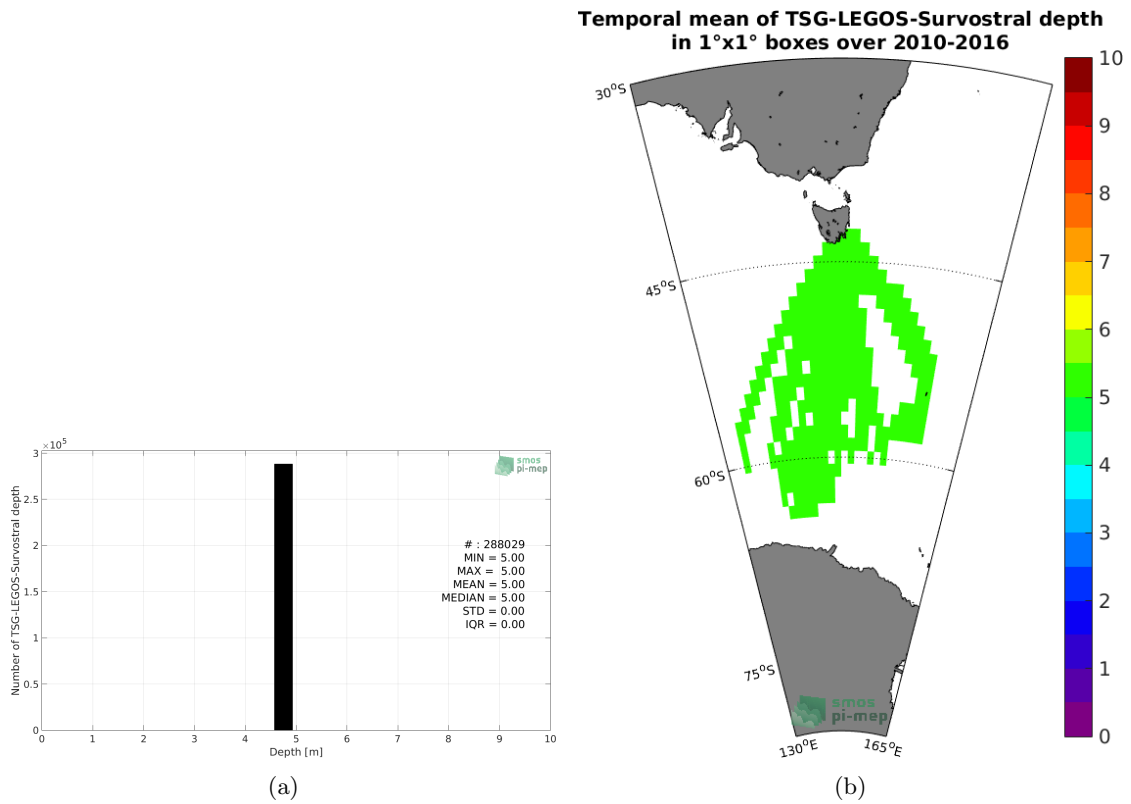 Temporal mean of TSG-LEGOS-Survostral depth
in 1°x1° boxes over 2010-2016
×10⁵
3
2.5
2
1.5
1
0.5
0
Number of TSG-LEGOS-Survostral depth
smos
pi-mep
# : 288029
MIN = 5.00
MAX = 5.00
MEAN = 5.00
MEDIAN = 5.00
STD = 0.00
IQR = 0.00
0 1 2 3 4 5 6 7 8 9 10
Depth [m]
(a)
30°S
45°S
60°S
75°S
130°E
165°E
smos
pi-mep
10
9
8
7
6
5
4
3
2
1
0
(b)